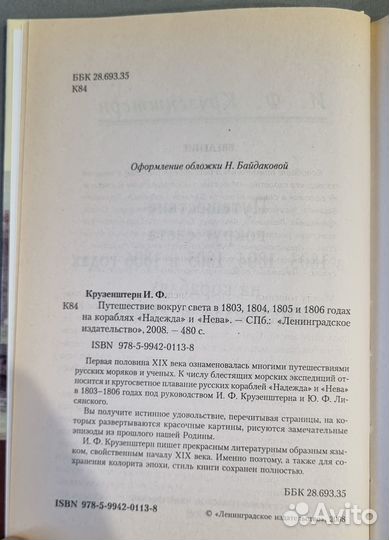 ББК 28.693.35
К84
Оформление обложки Н. Байдаковой
Крузенштерн И. Ф.
К84 Путешествие вокруг света в 1803, 1804, 1805 и 1806 годах
на кораблях «Надежда» и «Нева». — СПб.: «Ленинградское
издательство», 2008. — 480 с.
ISBN 978-5-9942-0113-8
Первая половина XIX века ознаменовалась многими путешествиями
русских моряков и ученых. К числу блестящих морских экспедиций от-
носится и кругосветное плавание русских кораблей «Надежда» и «Нева»
в 1803–1806 годах под руководством И. Ф. Крузенштерна и Ю. Ф. Ли-
сянского.
Вы получите истинное удовольствие, перечитывая страницы, на ко-
торых развертываются красочные картины, рисуются замечательные
эпизоды из прошлого нашей Родины.
И. Ф. Крузенштерн пишет прекрасным литературным образным язы-
ком, свойственным началу XIX века. Именно поэтому, а также для со-
хранения колорита эпохи, стиль книги сохранен полностью.
ББК 28.693.35
ISBN 978-5-9942-0113-8
© «Ленинградское издательство», 2008
Avito